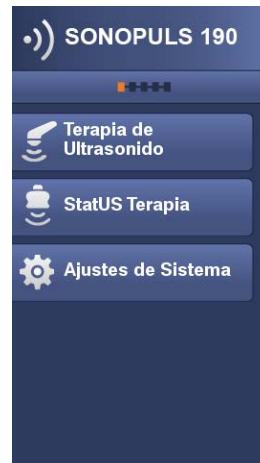 SONOPULS 190
Terapia de
Ultrasonido
StatUS Terapia
Ajustes de Sistema